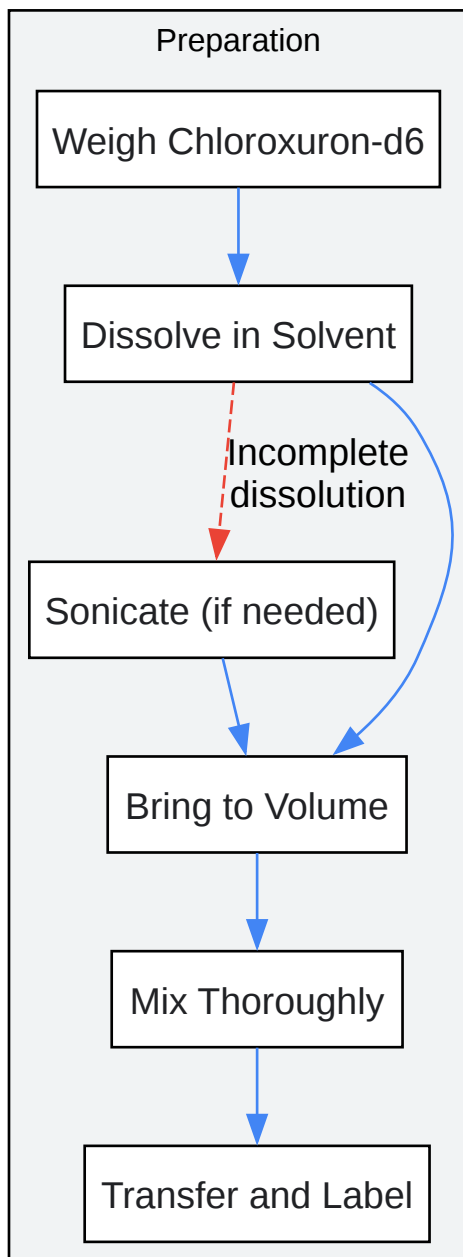 Preparation
Weigh Chloroxuron-d6
Dissolve in Solvent
Incomplete
dissolution
Sonicate (if needed)
Bring to Volume
Mix Thoroughly
Transfer and Label